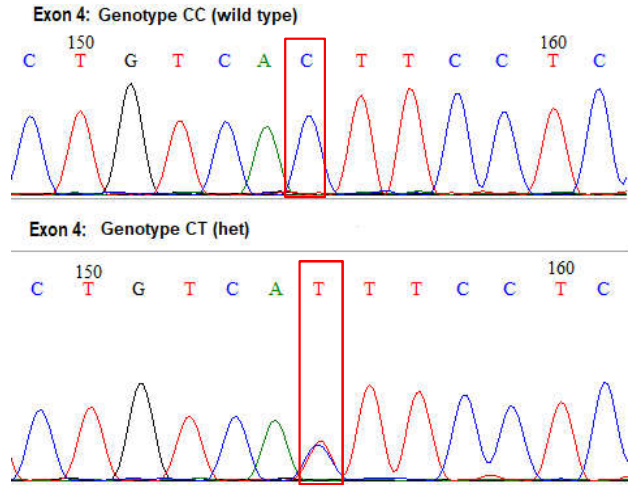 Exon 4: Genotype CC (wild type)
150 160
C T G T C A C T T C C T C
Exon 4: Genotype CT (het)
150 160
C T G T C A T T T C C T C